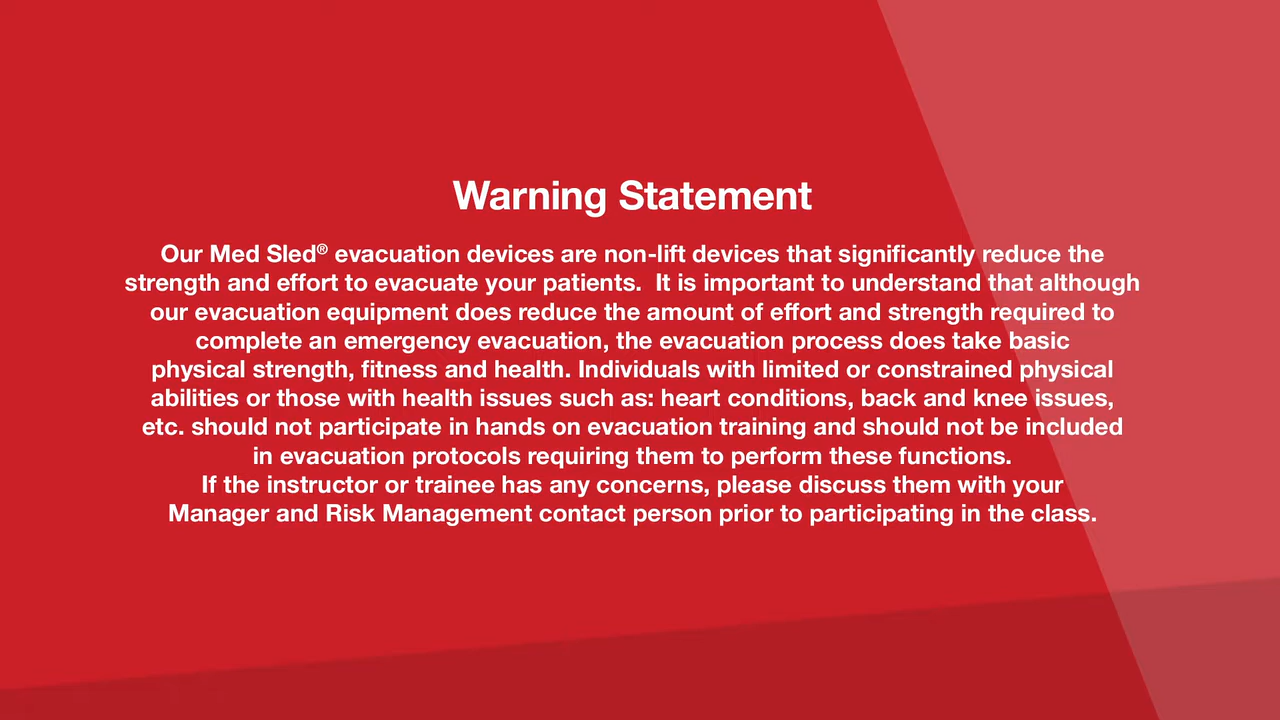 Warning Statement
Our Med Sled® evacuation devices are non-lift devices that significantly reduce the
strength and effort to evacuate your patients.  It is important to understand that although
our evacuation equipment does reduce the amount of effort and strength required to
complete an emergency evacuation, the evacuation process does take basic
physical strength, fitness and health. Individuals with limited or constrained physical
abilities or those with health issues such as: heart conditions, back and knee issues,
etc. should not participate in hands on evacuation training and should not be included
in evacuation protocols requiring them to perform these functions.
If the instructor or trainee has any concerns, please discuss them with your
Manager and Risk Management contact person prior to participating in the class.